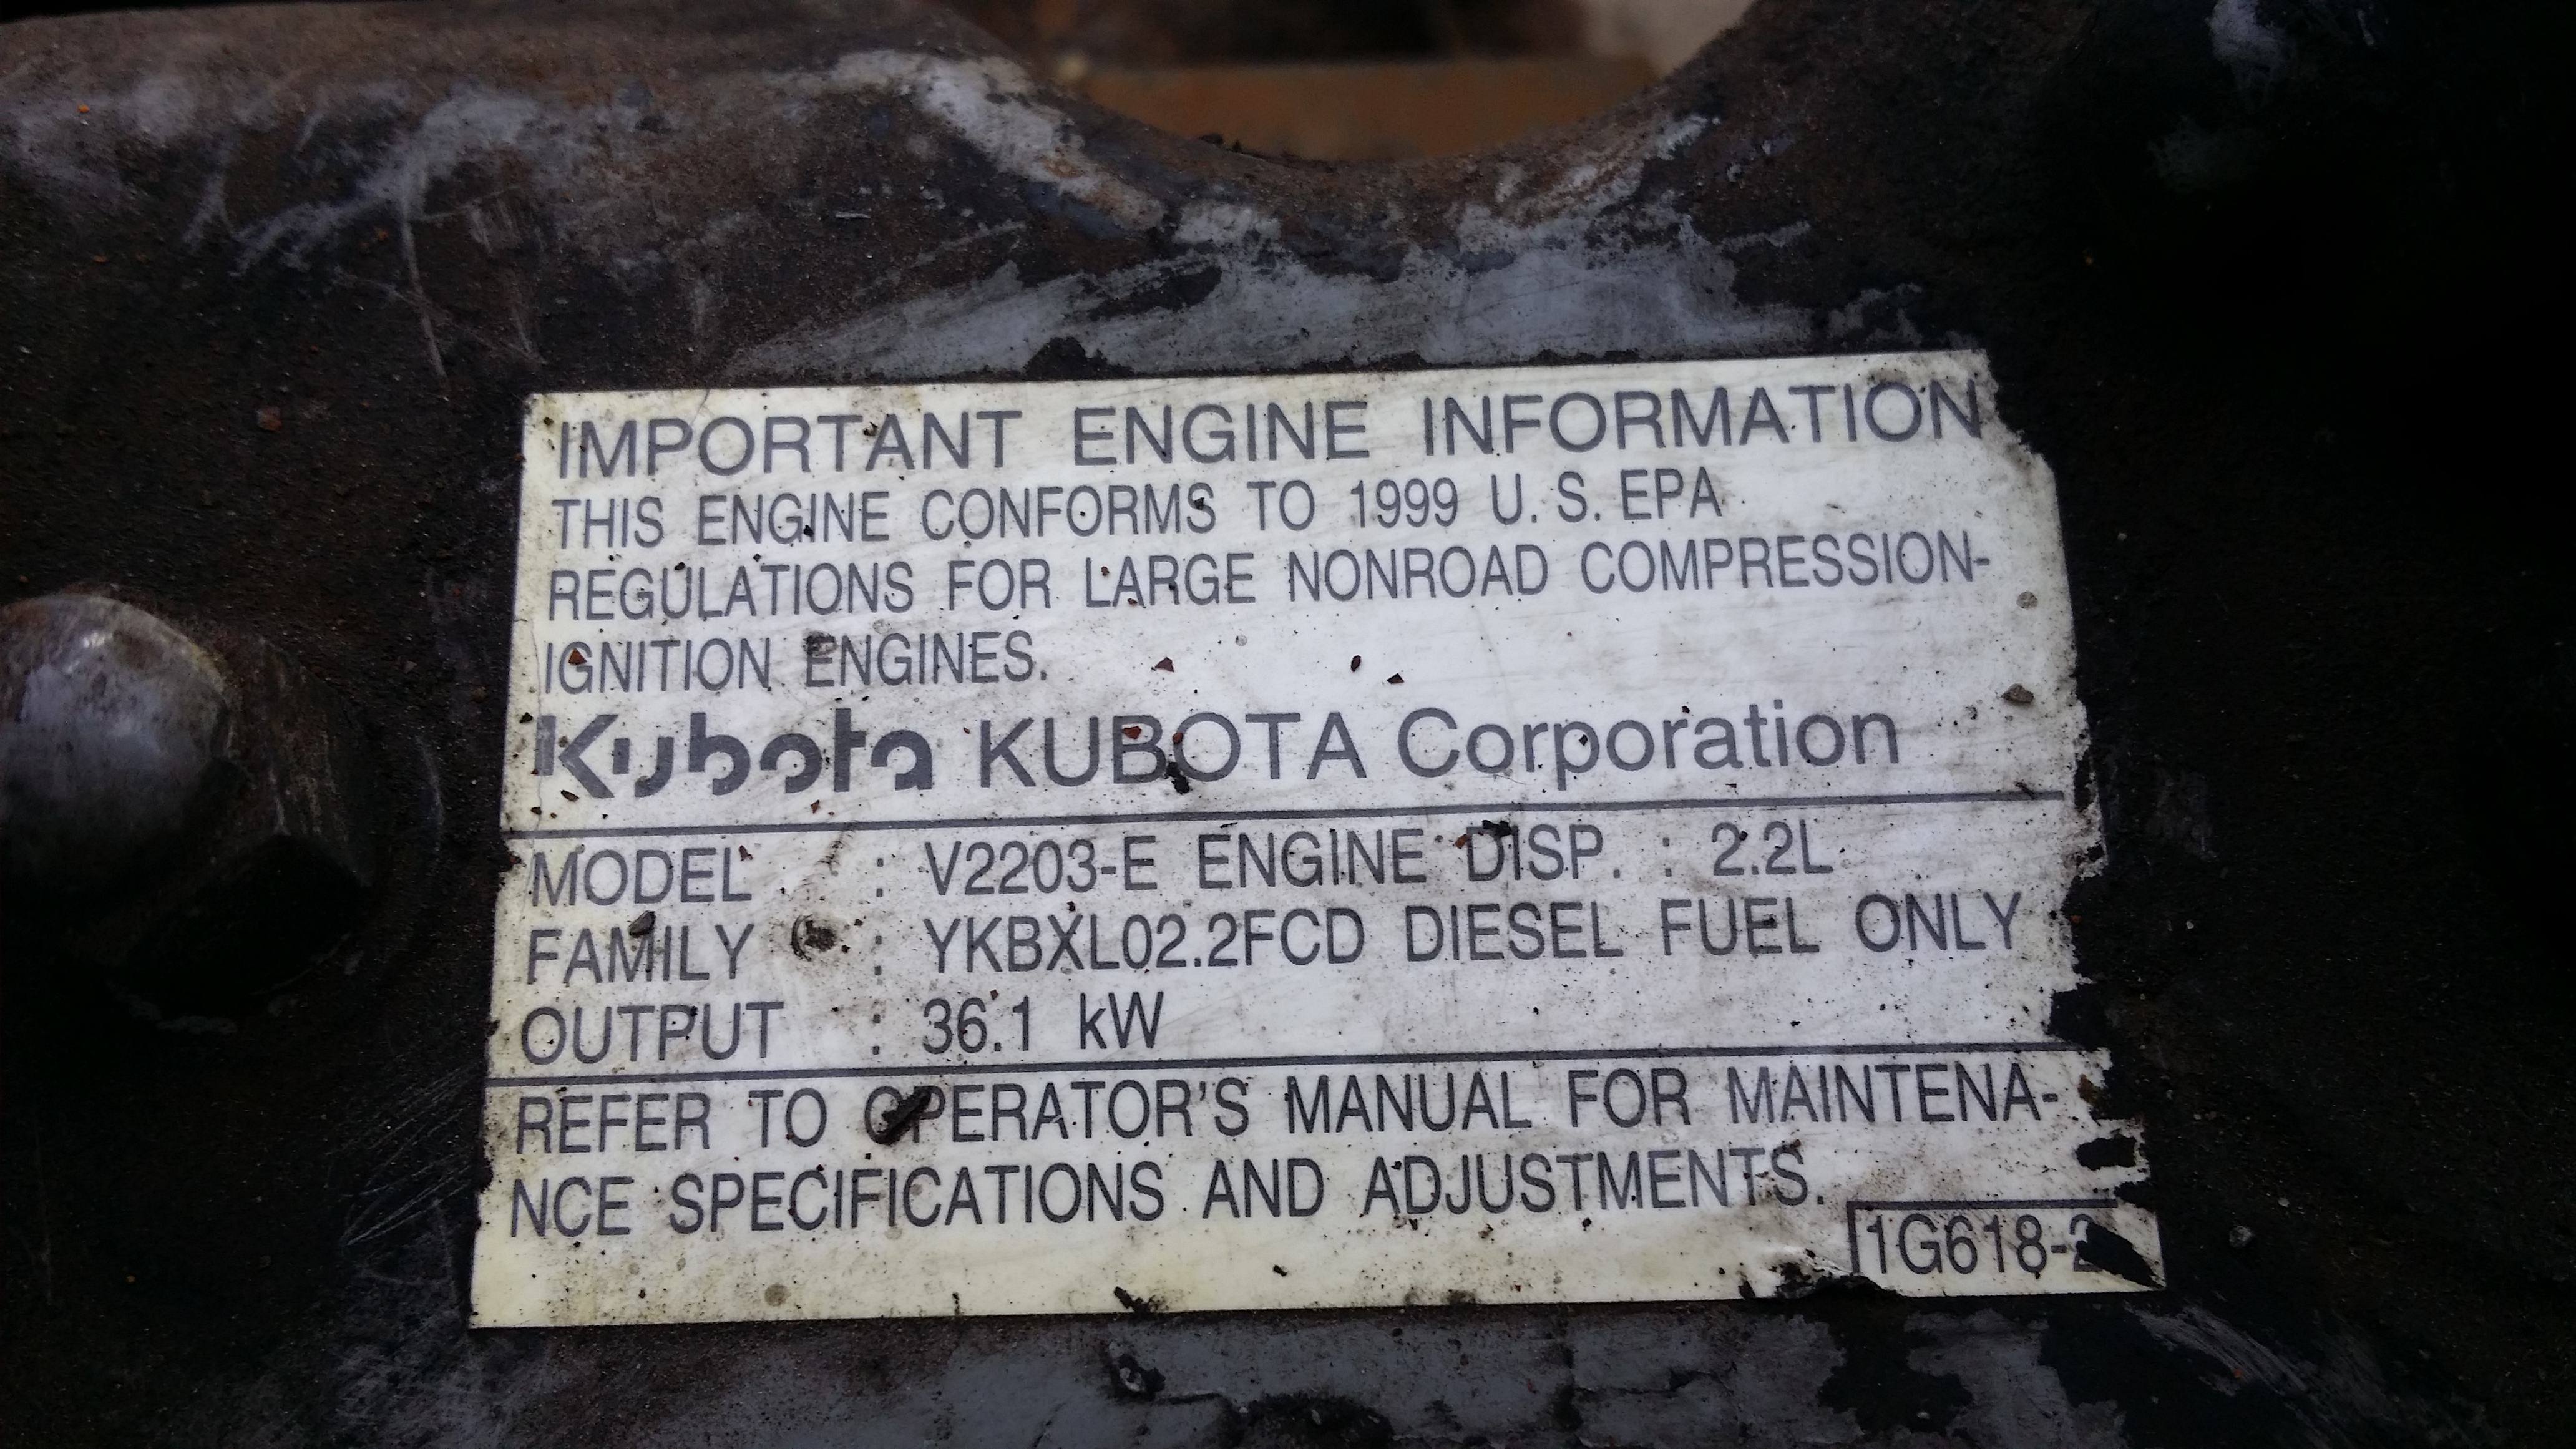 IMPORTANT ENGINE INFORMATION
THIS ENGINE CONFORMS TO 1999 U. S. EPA
REGULATIONS FOR LARGE NONROAD COMPRESSION-
IGNITION ENGINES.
Kubota KUBOTA Corporation
MODEL : V2203-E ENGINE DISP. : 2.2L
FAMILY : YKBXL02.2FCD DIESEL FUEL ONLY
OUTPUT : 36.1 kW
REFER TO OPERATOR'S MANUAL FOR MAINTENA-
NCE SPECIFICATIONS AND ADJUSTMENTS.
1G618-2